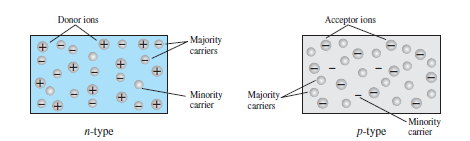 Donor ions
Majority
carriers
Minority
carrier
n-type
Acceptor ions
Majority
carriers
Minority
carrier
p-type